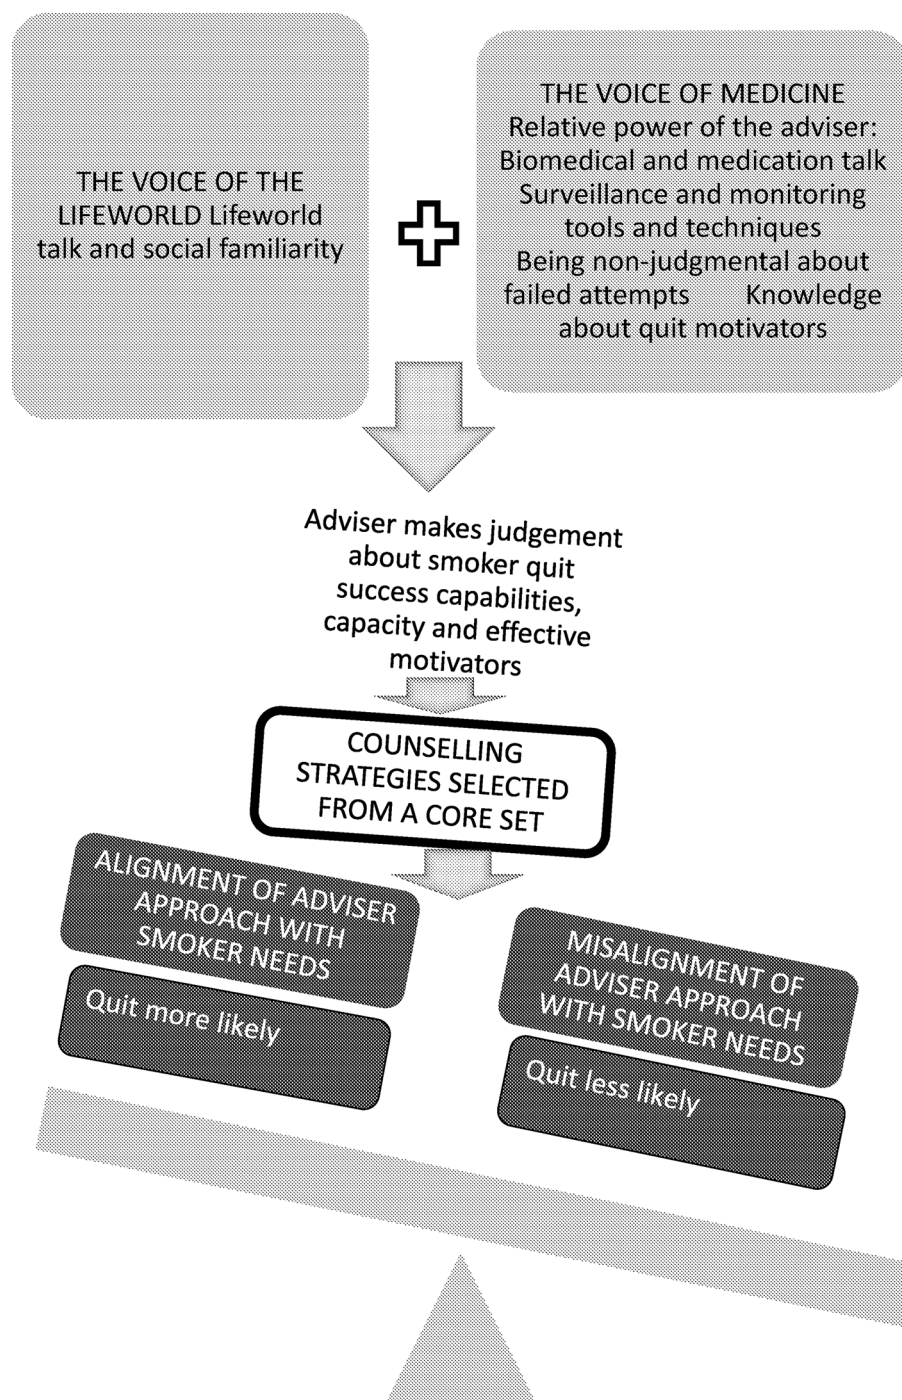 THE VOICE OF THE
LIFEWORLD Lifeworld
talk and social familiarity
THE VOICE OF MEDICINE
Relative power of the adviser:
Biomedical and medication talk
Surveillance and monitoring
tools and techniques
Being non-judgmental about
failed attempts Knowledge
about quit motivators
Adviser makes judgement
about smoker quit
success capabilities,
capacity and effective
motivators
COUNSELLING
STRATEGIES SELECTED
FROM A CORE SET
ALIGNMENT OF ADVISER
APPROACH WITH
SMOKER NEEDS
Quit more likely
MISALIGNMENT OF
ADVISER APPROACH
WITH SMOKER NEEDS
Quit less likely